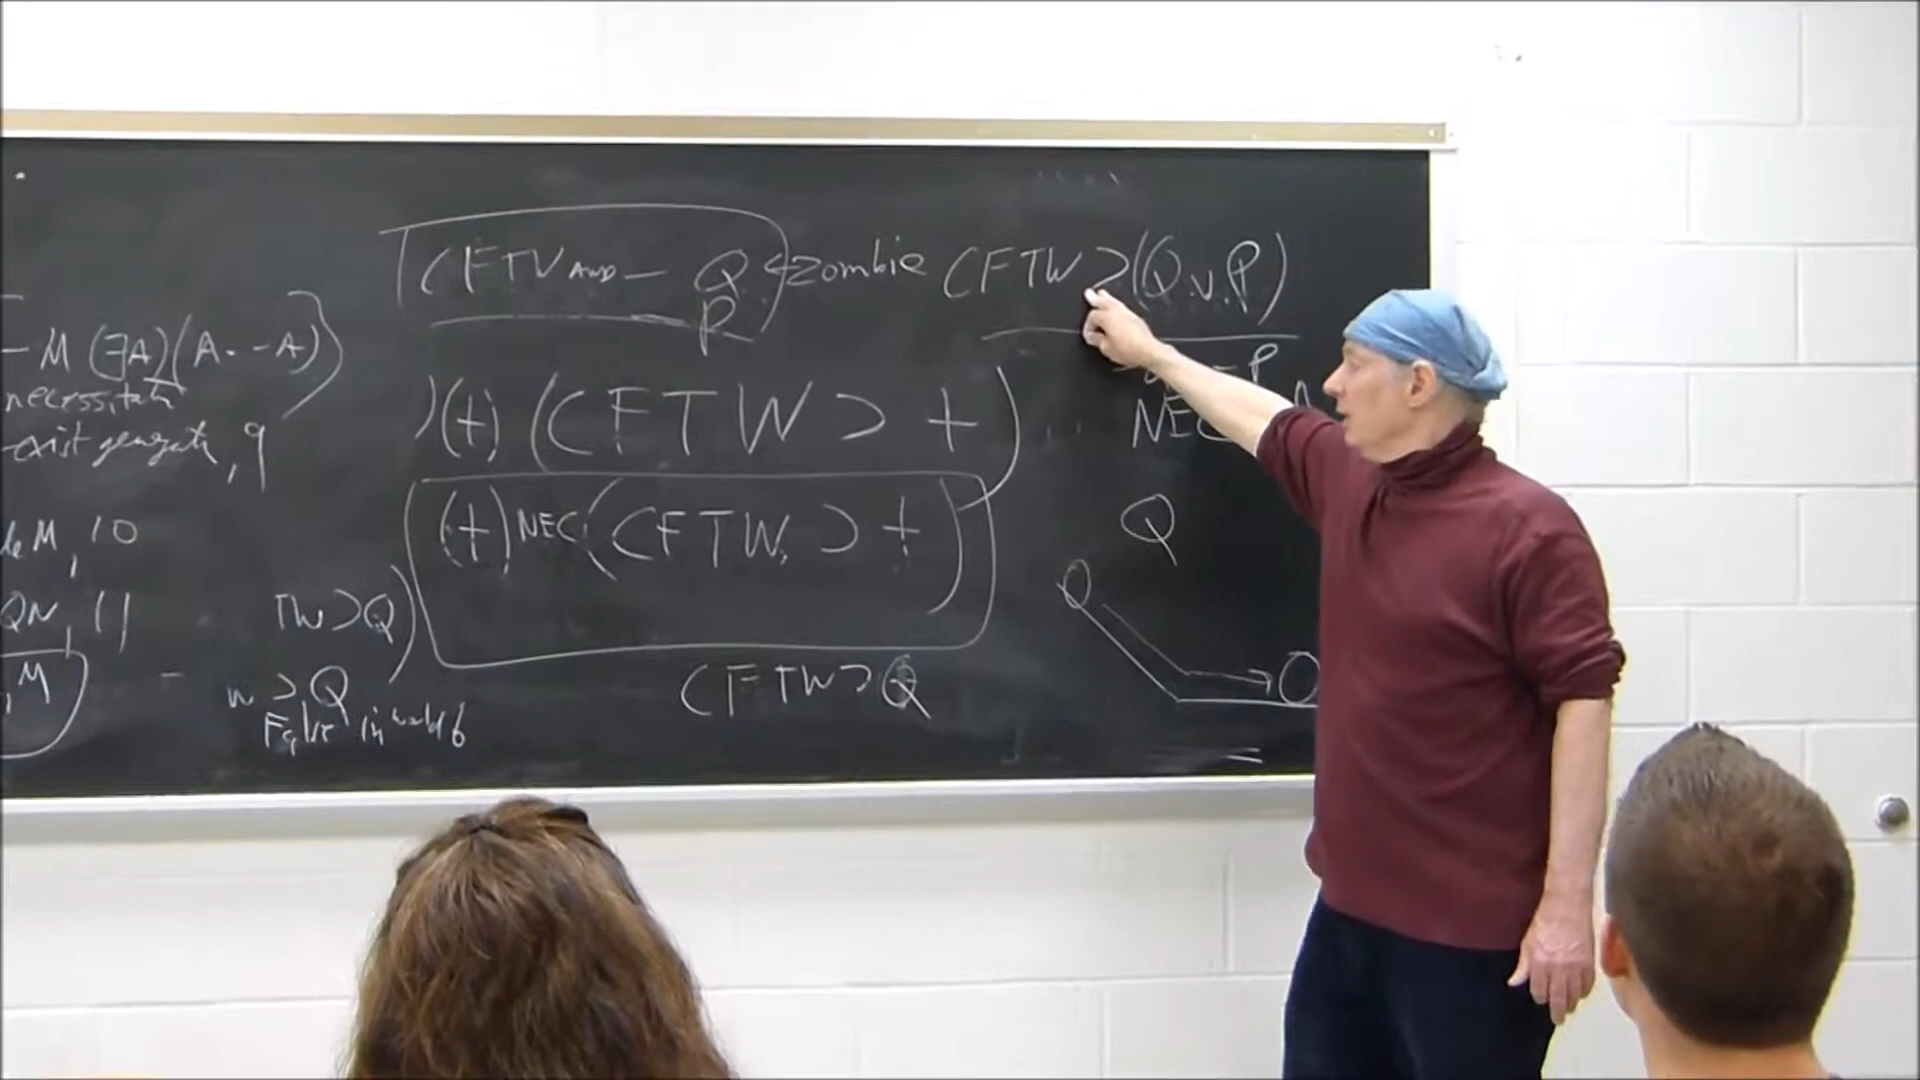 CFTW AND — Q ← zombie
P
CFTW ⊃ (Q v P)
– P
NEC
– M (∃A)(A · –A)
necessitate
exist generate, 9
M, 10
QN, 11
, M
(t) (CFTW ⊃ t)
(t) NEC (CFTW ⊃ t)
CFTW ⊃ Q
TW ⊃ Q
W ⊃ Q
False in world 6
Q